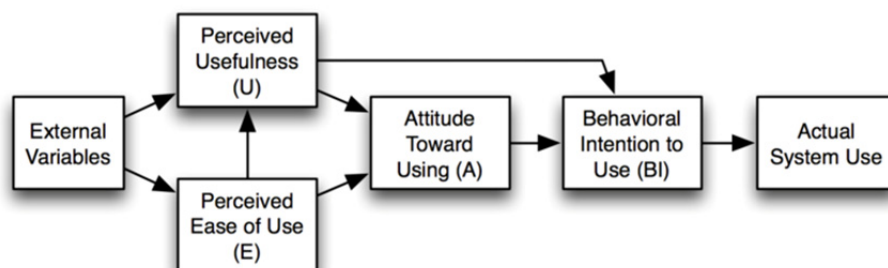 Perceived
Usefulness
(U)
External
Variables
Perceived
Ease of Use
(E)
Attitude
Toward
Using (A)
Behavioral
Intention to
Use (BI)
Actual
System Use